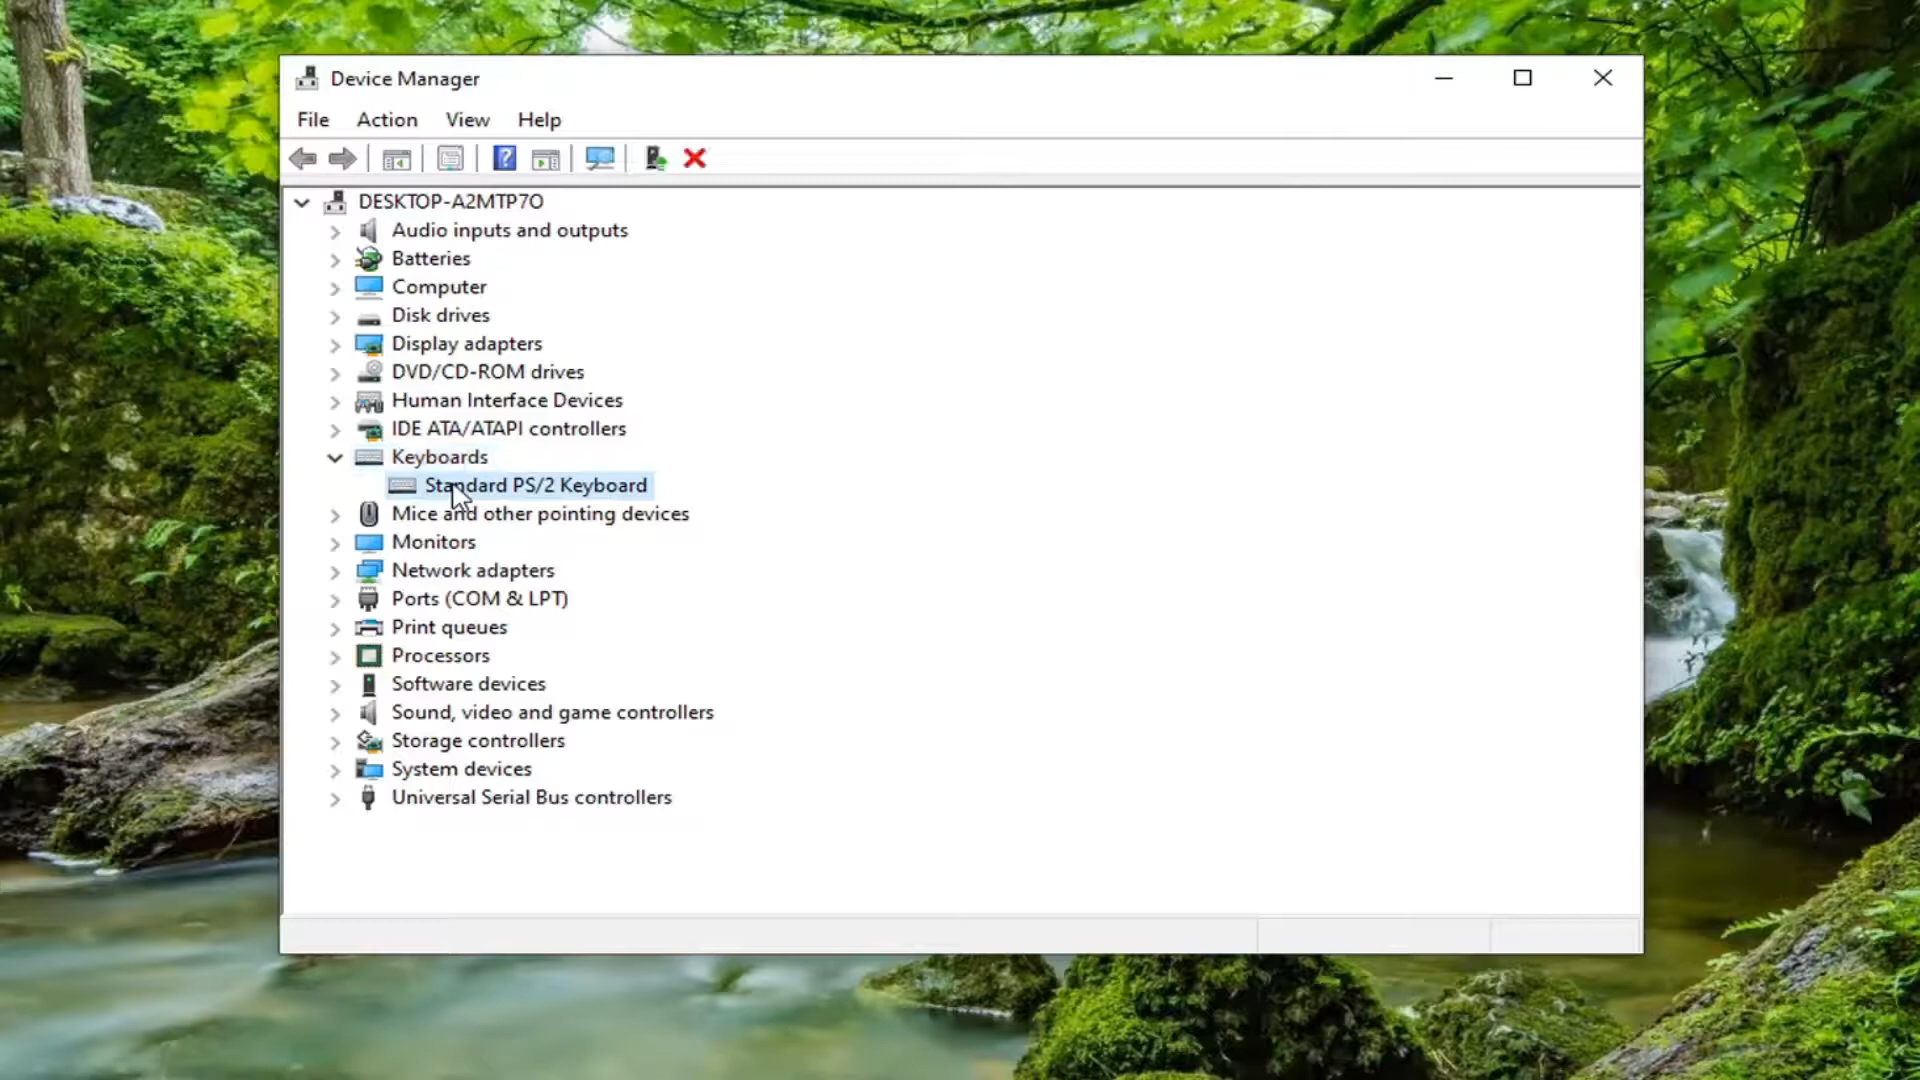 Device Manager
File Action View Help
DESKTOP-A2MTP7O
Audio inputs and outputs
Batteries
Computer
Disk drives
Display adapters
DVD/CD-ROM drives
Human Interface Devices
IDE ATA/ATAPI controllers
Keyboards
Standard PS/2 Keyboard
Mice and other pointing devices
Monitors
Network adapters
Ports (COM & LPT)
Print queues
Processors
Software devices
Sound, video and game controllers
Storage controllers
System devices
Universal Serial Bus controllers